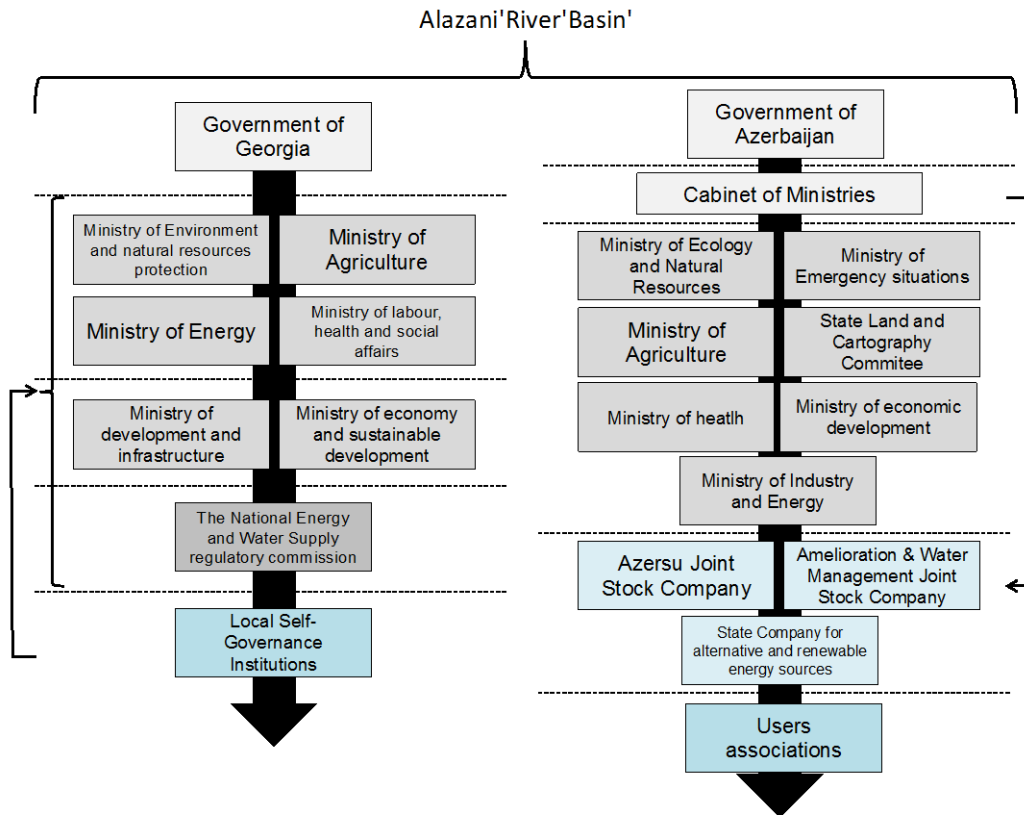 Alazani'River'Basin'
Government of
Georgia
Ministry of Environment
and natural resources
protection
Ministry of
Agriculture
Ministry of Energy
Ministry of labour,
health and social
affairs
Ministry of
development and
infrastructure
Ministry of economy
and sustainable
development
The National Energy
and Water Supply
regulatory commission
Local Self-
Governance
Institutions
Government of
Azerbaijan
Cabinet of Ministries
Ministry of Ecology
and Natural
Resources
Ministry of
Emergency situations
Ministry of
Agriculture
State Land and
Cartography
Commitee
Ministry of heatlh
Ministry of economic
development
Ministry of Industry
and Energy
Azersu Joint
Stock Company
Amelioration & Water
Management Joint
Stock Company
State Company for
alternative and renewable
energy sources
Users
associations